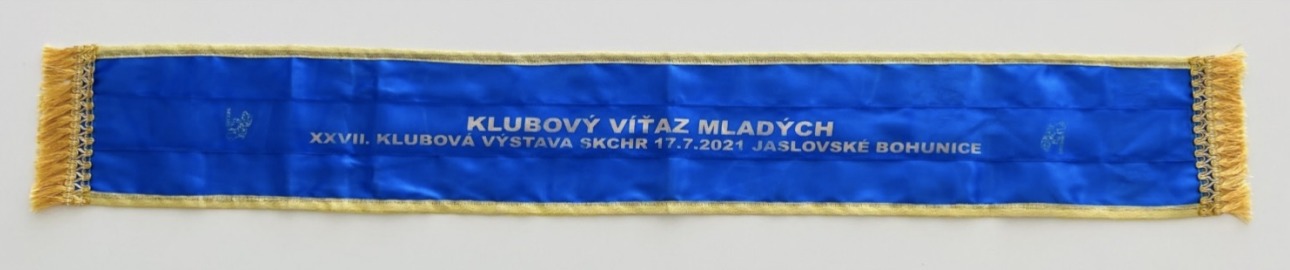 KLUBOVÝ VÍŤAZ MLADÝCH
XXVII. KLUBOVÁ VÝSTAVA SKCHR 17.7.2021 JASLOVSKÉ BOHUNICE